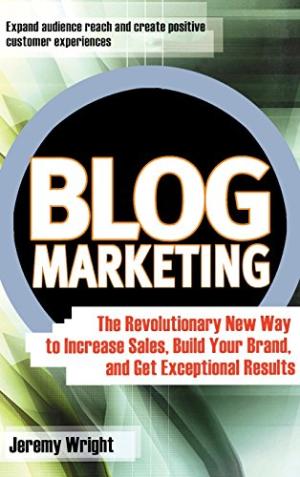 Expand audience reach and create positive
customer experiences
BLOG
MARKETING
The Revolutionary New Way
to Increase Sales, Build Your Brand,
and Get Exceptional Results
Jeremy Wright